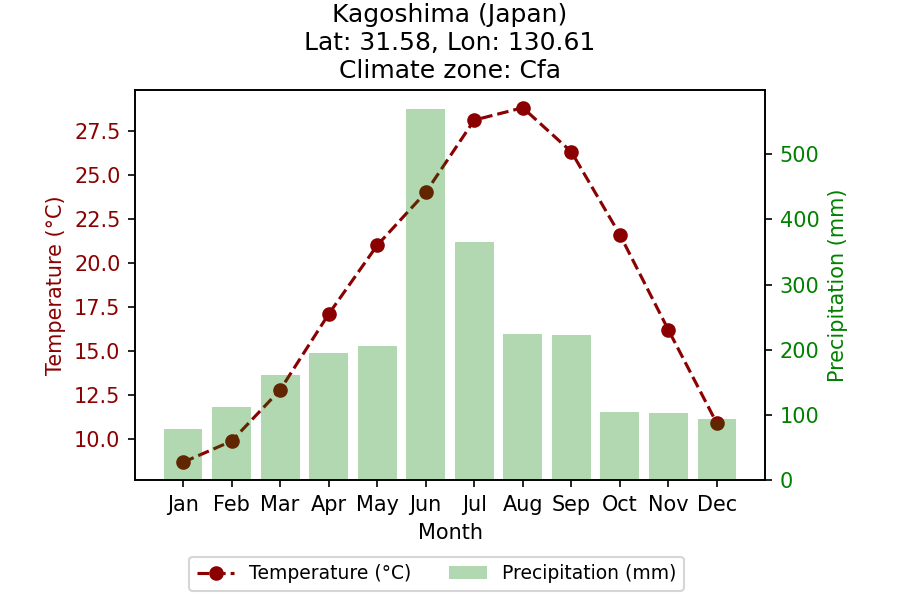 Kagoshima (Japan)
Lat: 31.58, Lon: 130.61
Climate zone: Cfa
Temperature (°C)
27.5
25.0
22.5
20.0
17.5
15.0
12.5
10.0
500
400
300
200
100
0
Precipitation (mm)
Jan Feb Mar Apr May Jun Jul Aug Sep Oct Nov Dec
Month
Temperature (°C) Precipitation (mm)